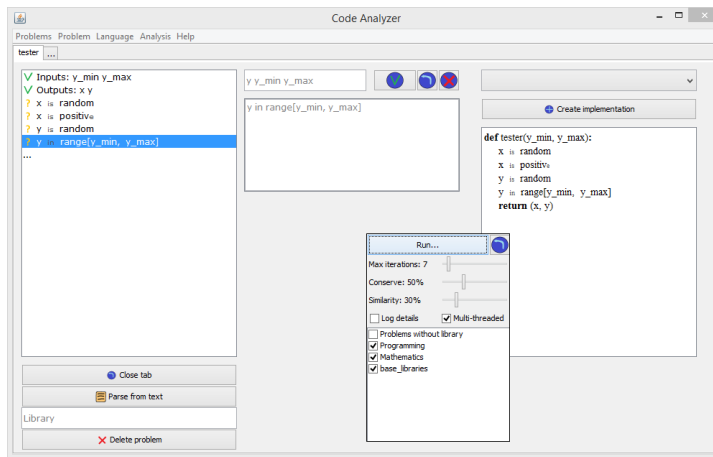 Code Analyzer
Problems Problem Language Analysis Help
tester ...
Inputs: y_min y_max
Outputs: x y
? x is random
? x is positive
? y is random
? y in range[y_min, y_max]
...
Close tab
Parse from text
Library
Delete problem
y y_min y_max
y in range[y_min, y_max]
Run...
Max iterations: 7
Conserve: 50%
Similarity: 30%
Log details Multi-threaded
Problems without library
Programming
Mathematics
base_libraries
Create implementation
def tester(y_min, y_max):
x is random
x is positive
y is random
y in range[y_min, y_max]
return (x, y)